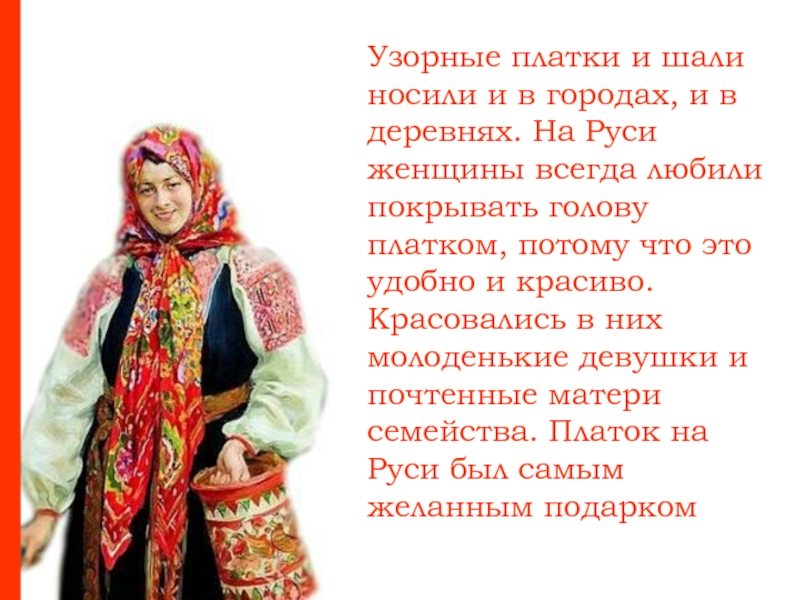 Узорные платки и шали
носили и в городах, и в
деревнях. На Руси
женщины всегда любили
покрывать голову
платком, потому что это
удобно и красиво.
Красовались в них
молоденькие девушки и
почтенные матери
семейства. Платок на
Руси был самым
желанным подарком